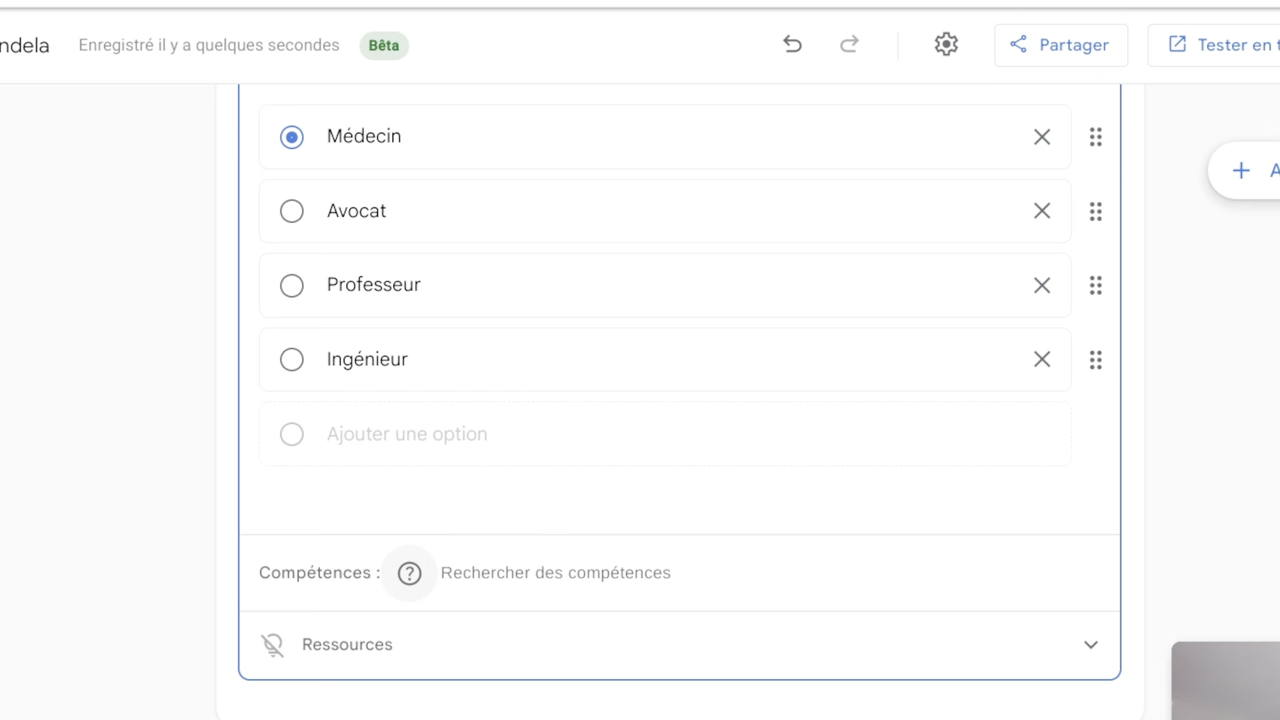 ndela Enregistré il y a quelques secondes Bêta Partager Tester en t
Médecin
A
Avocat
Professeur
Ingénieur
Ajouter une option
Compétences : Rechercher des compétences
Ressources